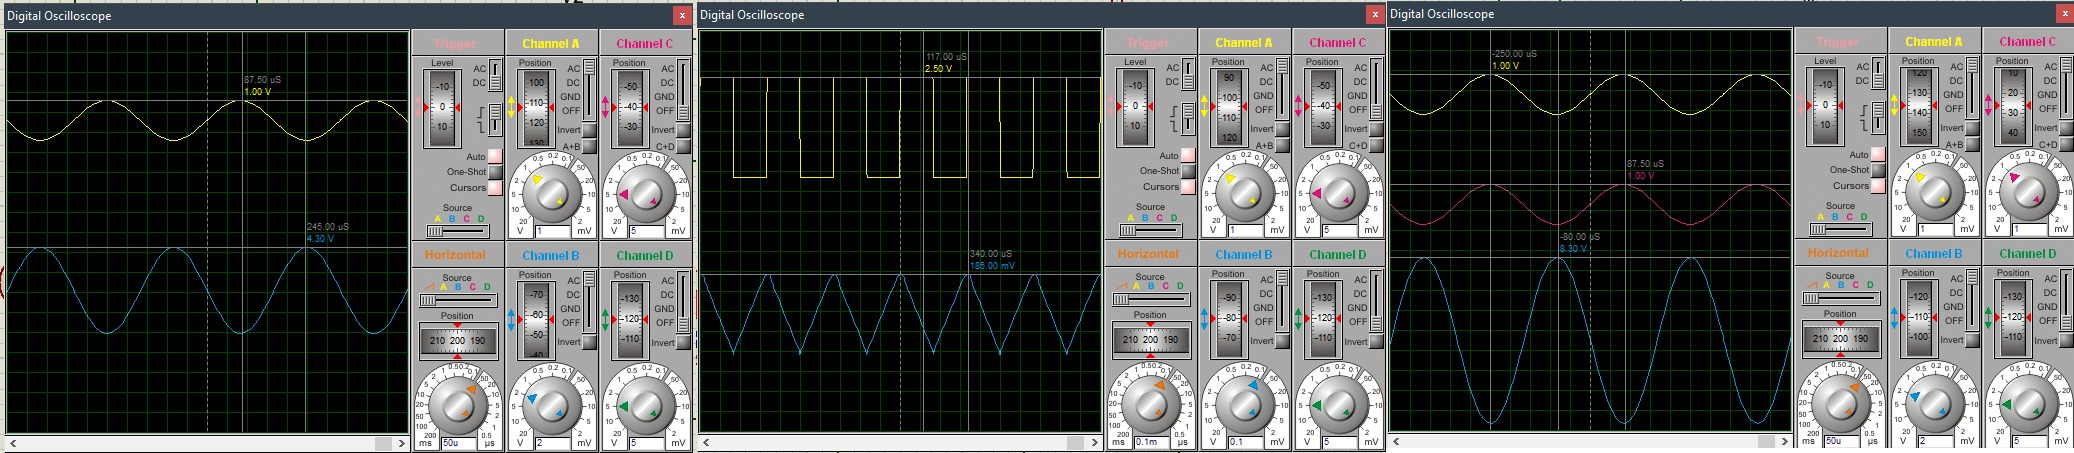 Digital Oscilloscope
x
87.50 uS
1.00 V
245.00 uS
4.30 V
Trigger
Level
-10
0
10
AC
DC
Auto
One-Shot
Cursors
Source
A B C D
Channel A
Position
100
110
120
130
AC
DC
GND
OFF
Invert
A+B
V
1
mV
Channel C
Position
-50
-40
-30
AC
DC
GND
OFF
Invert
C+D
V
5
mV
Horizontal
Source
A B C D
Position
210 200 190
ms
50u
µs
Channel B
Position
-70
-60
-50
-40
AC
DC
GND
OFF
Invert
V
2
mV
Channel D
Position
-130
-120
-110
AC
DC
GND
OFF
Invert
V
5
mV
Digital Oscilloscope
x
117.00 uS
2.50 V
340.00 uS
185.00 mV
Trigger
Level
-10
0
10
AC
DC
Auto
One-Shot
Cursors
Source
A B C D
Channel A
Position
90
100
110
120
AC
DC
GND
OFF
Invert
A+B
V
1
mV
Channel C
Position
-50
-40
-30
AC
DC
GND
OFF
Invert
C+D
V
5
mV
Horizontal
Source
A B C D
Position
210 200 190
ms
0.1m
µs
Channel B
Position
-90
-80
-70
AC
DC
GND
OFF
Invert
V
0.1
mV
Channel D
Position
-130
-120
-110
AC
DC
GND
OFF
Invert
V
5
mV
Digital Oscilloscope
x
-250.00 uS
1.00 V
87.50 uS
1.00 V
-80.00 uS
8.30 V
Trigger
Level
-10
0
10
AC
DC
Auto
One-Shot
Cursors
Source
A B C D
Channel A
Position
120
130
140
150
AC
DC
GND
OFF
Invert
A+B
V
1
mV
Channel C
Position
10
20
30
40
AC
DC
GND
OFF
Invert
C+D
V
1
mV
Horizontal
Source
A B C D
Position
210 200 190
ms
50u
µs
Channel B
Position
-120
-110
-100
AC
DC
GND
OFF
Invert
V
2
mV
Channel D
Position
-130
-120
-110
AC
DC
GND
OFF
Invert
V
5
mV